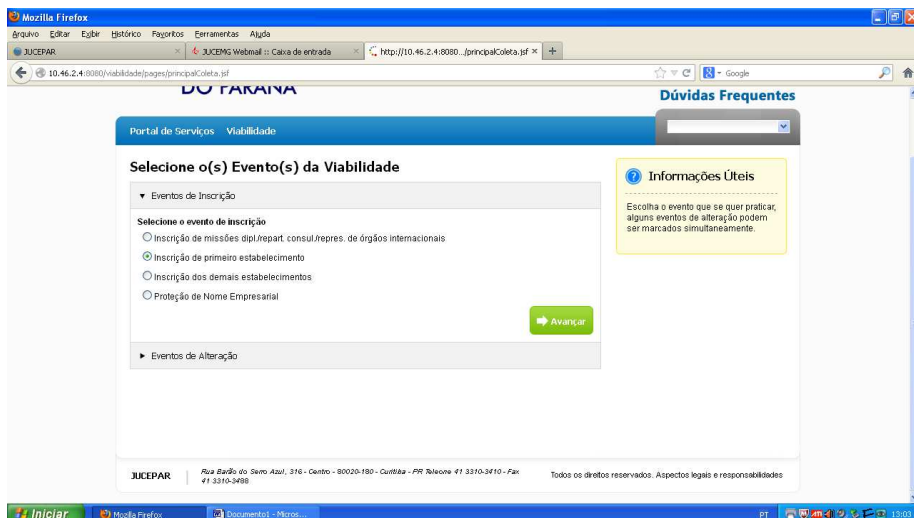 Mozilla Firefox
Arquivo Editar Exibir Histórico Favoritos Ferramentas Ajuda
JUCEPAR × JUCEMG Webmail :: Caixa de entrada × http://10.46.2.4:8080.../principalColeta.jsf × +
10.46.2.4:8080/viabilidade/pages/principalColeta.jsf Google
DO PARANÁ
Dúvidas Frequentes
Portal de Serviços Viabilidade
Selecione o(s) Evento(s) da Viabilidade
Eventos de Inscrição
Selecione o evento de inscrição
Inscrição de missões dipl./repart. consul./repres. de órgãos internacionais
Inscrição de primeiro estabelecimento
Inscrição dos demais estabelecimentos
Proteção de Nome Empresarial
Avançar
Eventos de Alteração
Informações Úteis
Escolha o evento que se quer praticar,
alguns eventos de alteração podem
ser marcados simultaneamente.
JUCEPAR
Rua Barão do Serro Azul, 316 - Centro - 80020-180 - Curitiba - PR Teleone 41 3310-3410 - Fax
41 3310-3488
Todos os direitos reservados. Aspectos legais e responsabilidades
Iniciar Mozilla Firefox Documento1 - Micros... PT 13:03